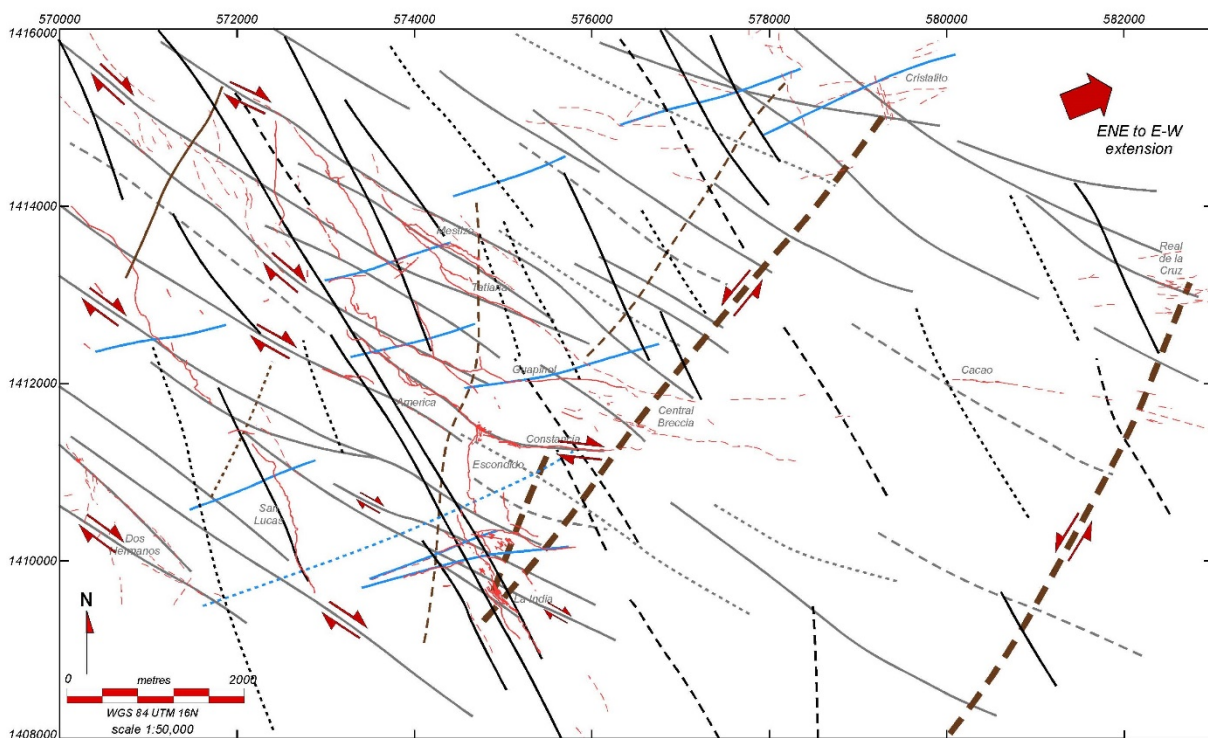 570000
572000
574000
576000
578000
580000
582000
1416000
1414000
1412000
1410000
1408000
Cristalito
ENE to E-W
extension
Mestiza
Tatiana
Real
de la
Cruz
Guapinol
Cacao
America
Central
Breccia
Constancia
Escondido
San
Lucas
Dos
Hermanos
La India
N
0 metres 2000
WGS 84 UTM 16N
scale 1:50,000